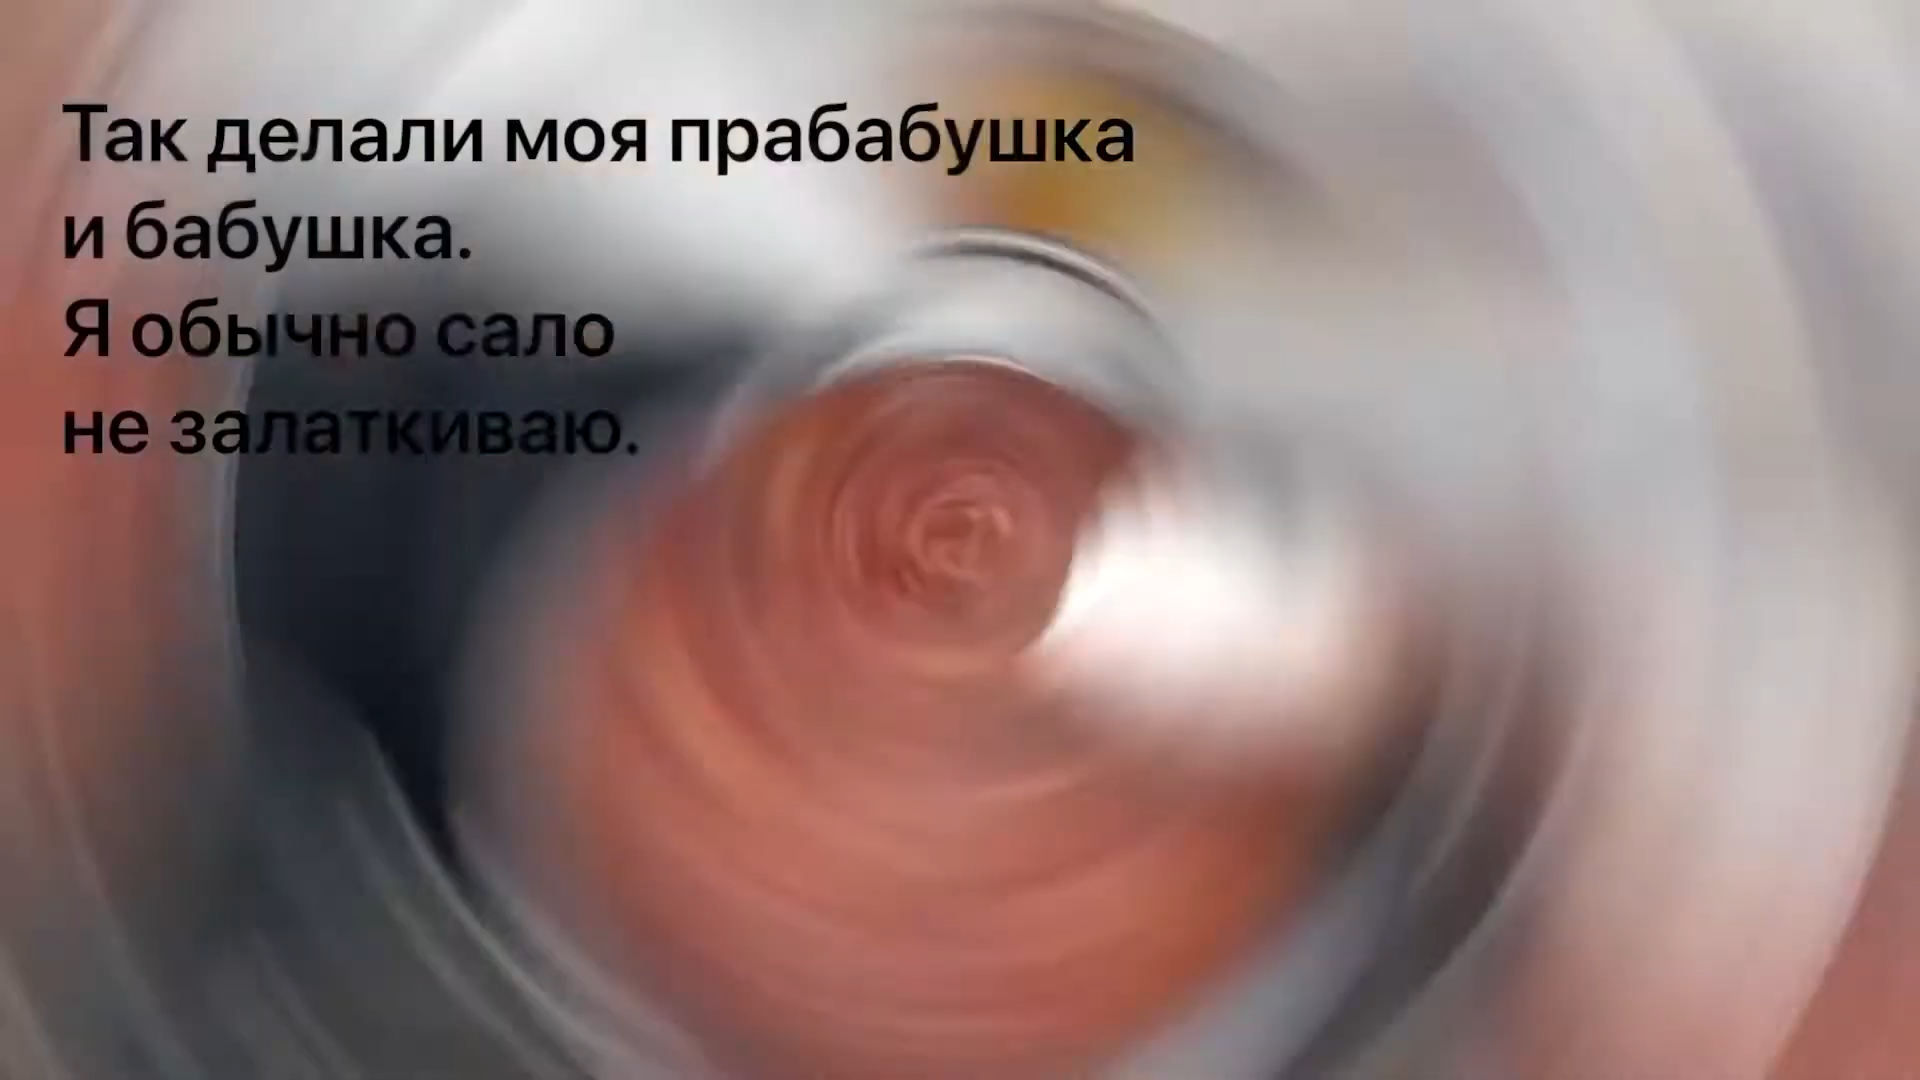 Так делали моя прабабушка
и бабушка.
Я обычно сало
не залаткиваю.